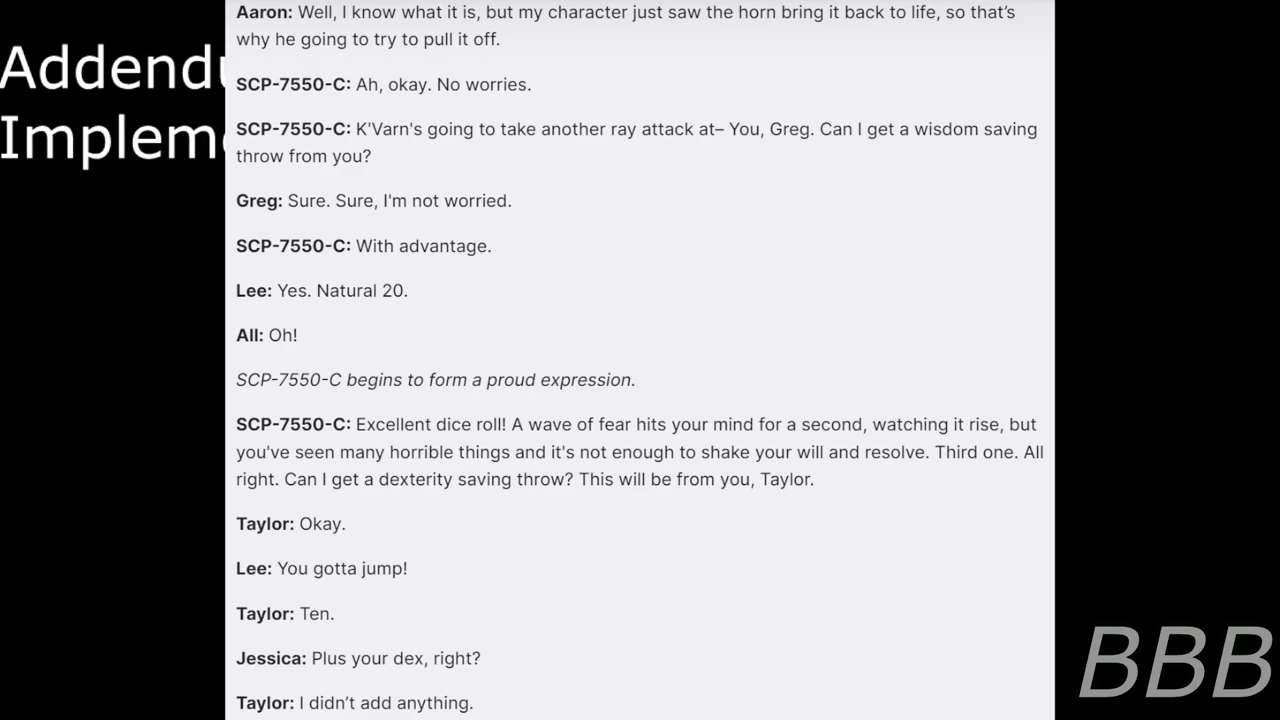 Addendu
Impleme
Aaron: Well, I know what it is, but my character just saw the horn bring it back to life, so that’s
why he going to try to pull it off.
SCP-7550-C: Ah, okay. No worries.
SCP-7550-C: K'Varn's going to take another ray attack at– You, Greg. Can I get a wisdom saving
throw from you?
Greg: Sure. Sure, I'm not worried.
SCP-7550-C: With advantage.
Lee: Yes. Natural 20.
All: Oh!
SCP-7550-C begins to form a proud expression.
SCP-7550-C: Excellent dice roll! A wave of fear hits your mind for a second, watching it rise, but
you've seen many horrible things and it's not enough to shake your will and resolve. Third one. All
right. Can I get a dexterity saving throw? This will be from you, Taylor.
Taylor: Okay.
Lee: You gotta jump!
Taylor: Ten.
Jessica: Plus your dex, right?
Taylor: I didn’t add anything.
BBB